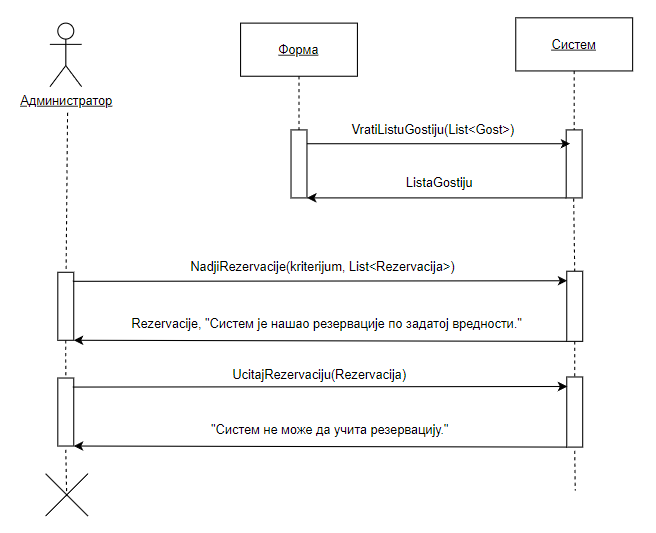 Администратор
Форма
Систем
VratiListuGostiju(List<Gost>)
ListaGostiju
NadjiRezervacije(kriterijum, List<Rezervacija>)
Rezervacije, "Систем је нашао резервације по задатој вредности."
UcitajRezervaciju(Rezervacija)
"Систем не може да учита резервацију."